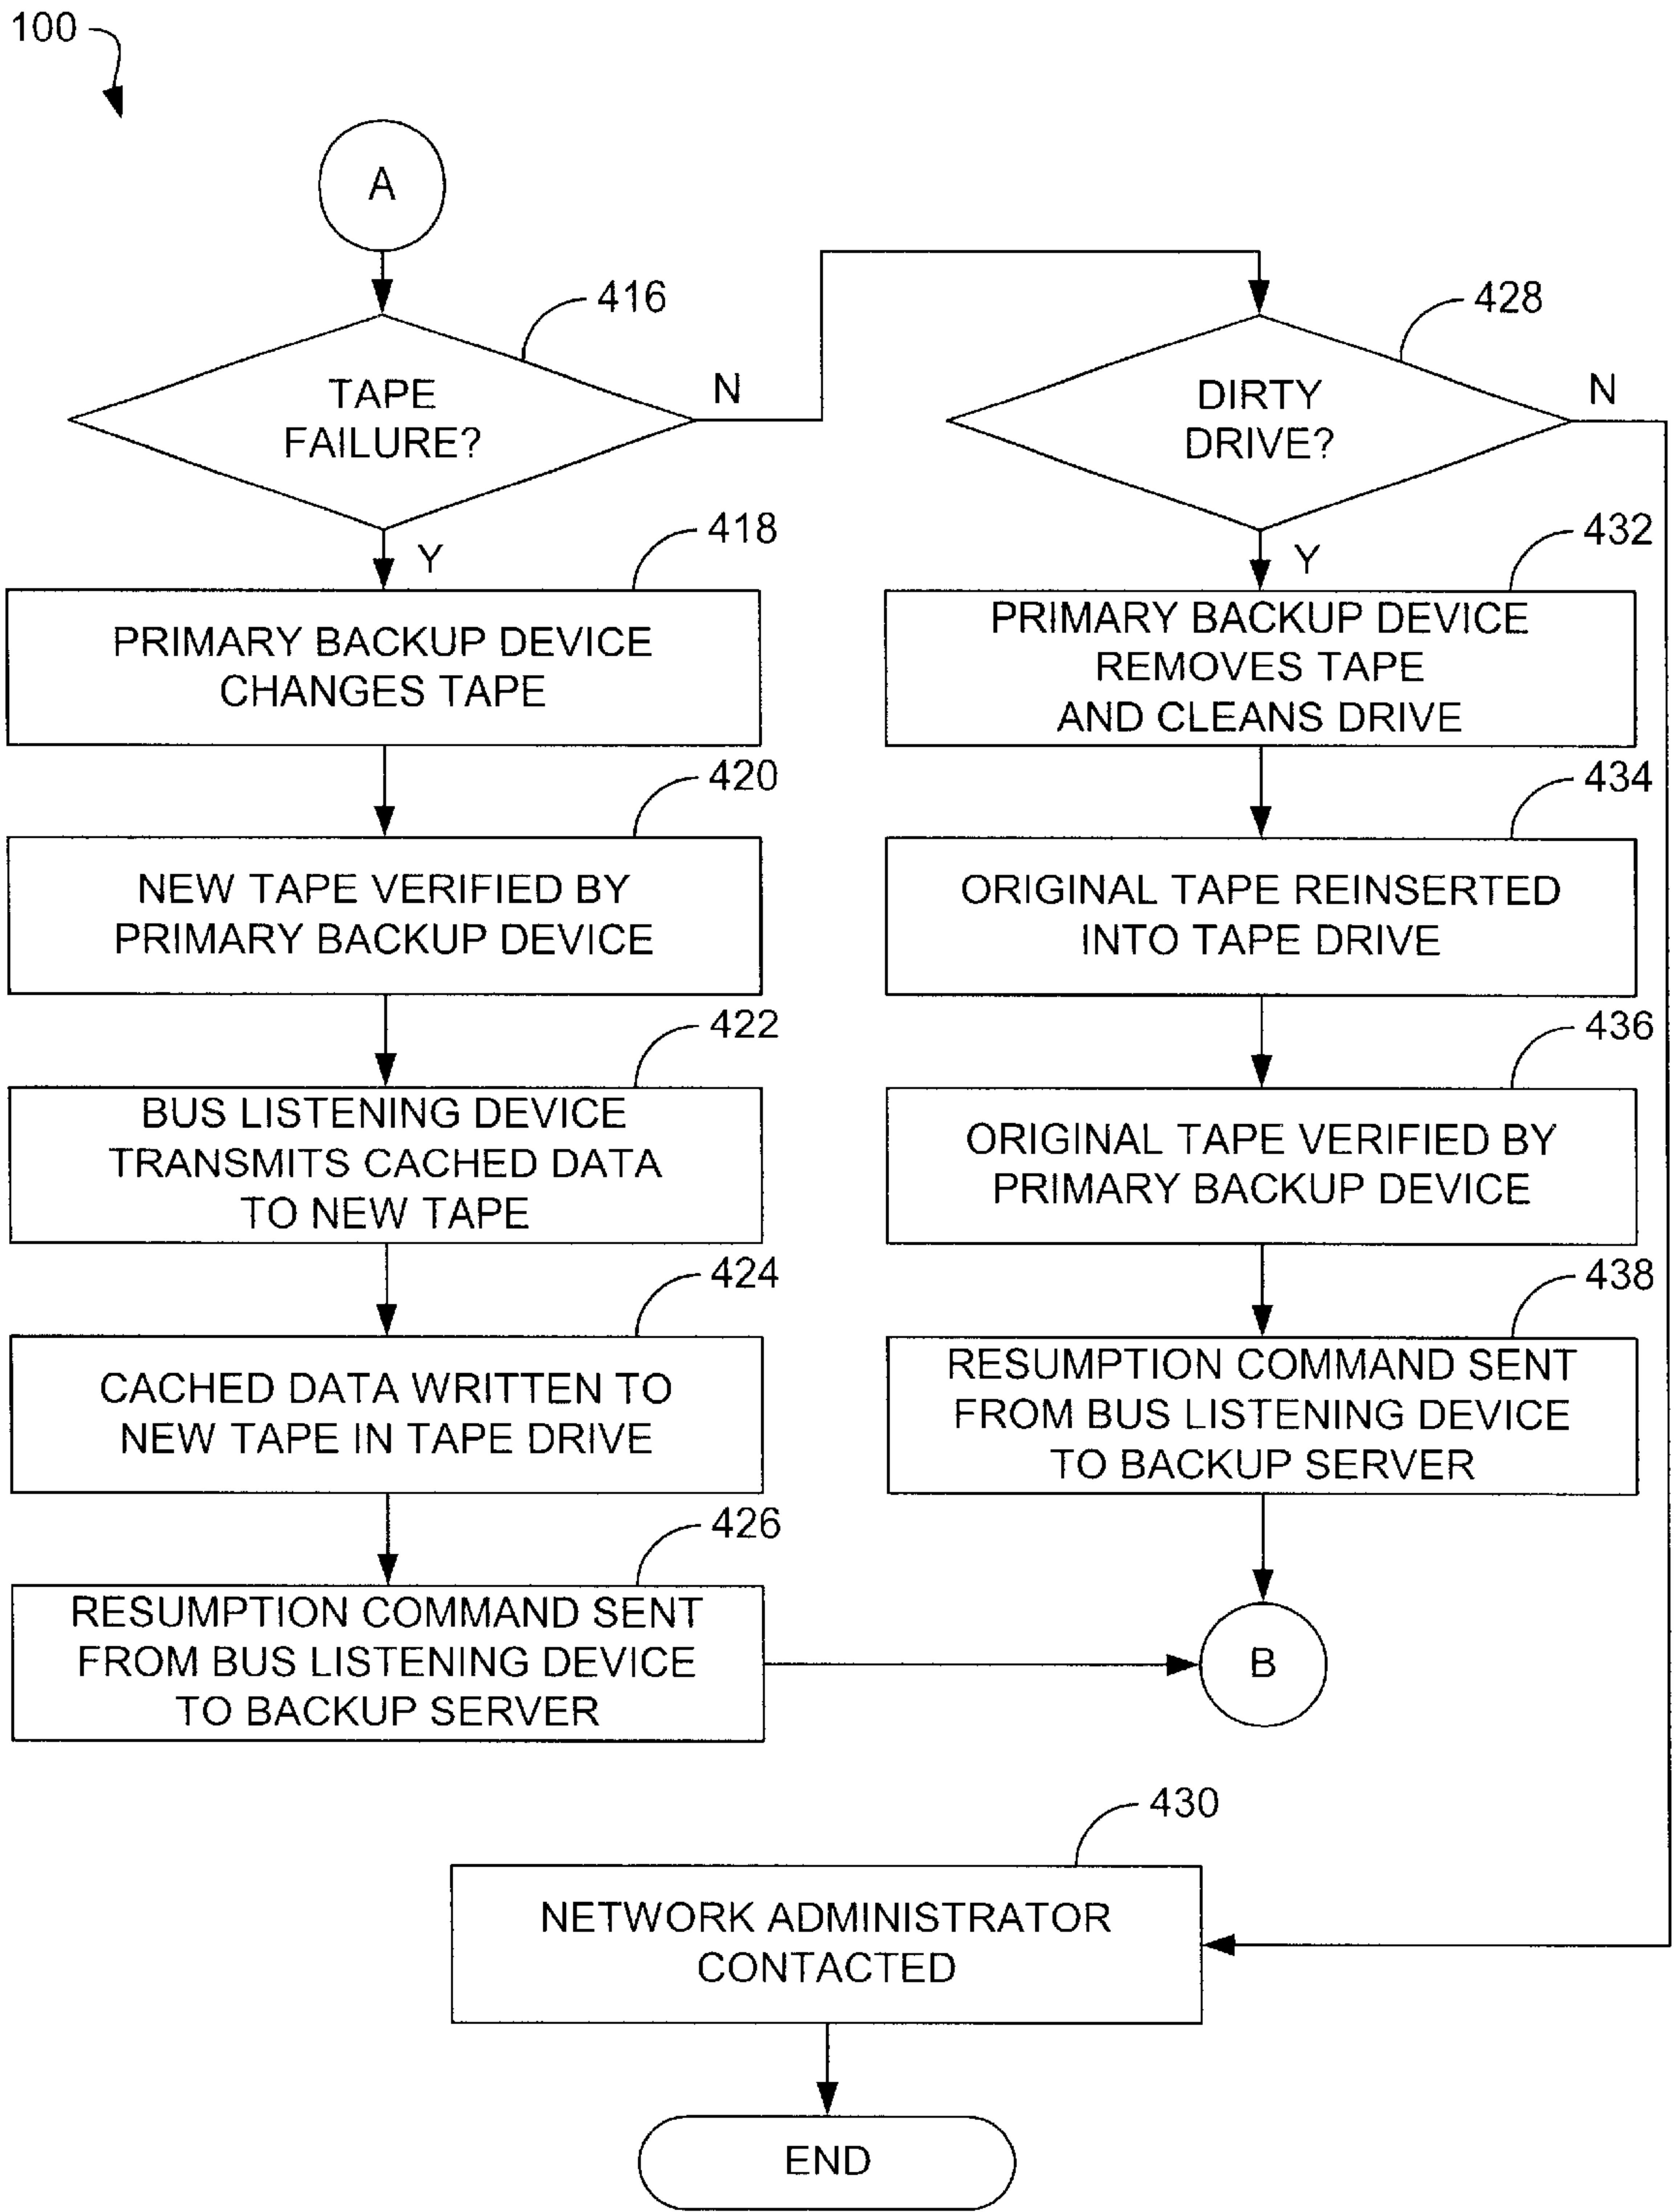 100
A
416
TAPE
FAILURE?
N
Y
418
PRIMARY BACKUP DEVICE
CHANGES TAPE
420
NEW TAPE VERIFIED BY
PRIMARY BACKUP DEVICE
422
BUS LISTENING DEVICE
TRANSMITS CACHED DATA
TO NEW TAPE
424
CACHED DATA WRITTEN TO
NEW TAPE IN TAPE DRIVE
426
RESUMPTION COMMAND SENT
FROM BUS LISTENING DEVICE
TO BACKUP SERVER
428
DIRTY
DRIVE?
N
Y
432
PRIMARY BACKUP DEVICE
REMOVES TAPE
AND CLEANS DRIVE
434
ORIGINAL TAPE REINSERTED
INTO TAPE DRIVE
436
ORIGINAL TAPE VERIFIED BY
PRIMARY BACKUP DEVICE
438
RESUMPTION COMMAND SENT
FROM BUS LISTENING DEVICE
TO BACKUP SERVER
B
430
NETWORK ADMINISTRATOR
CONTACTED
END